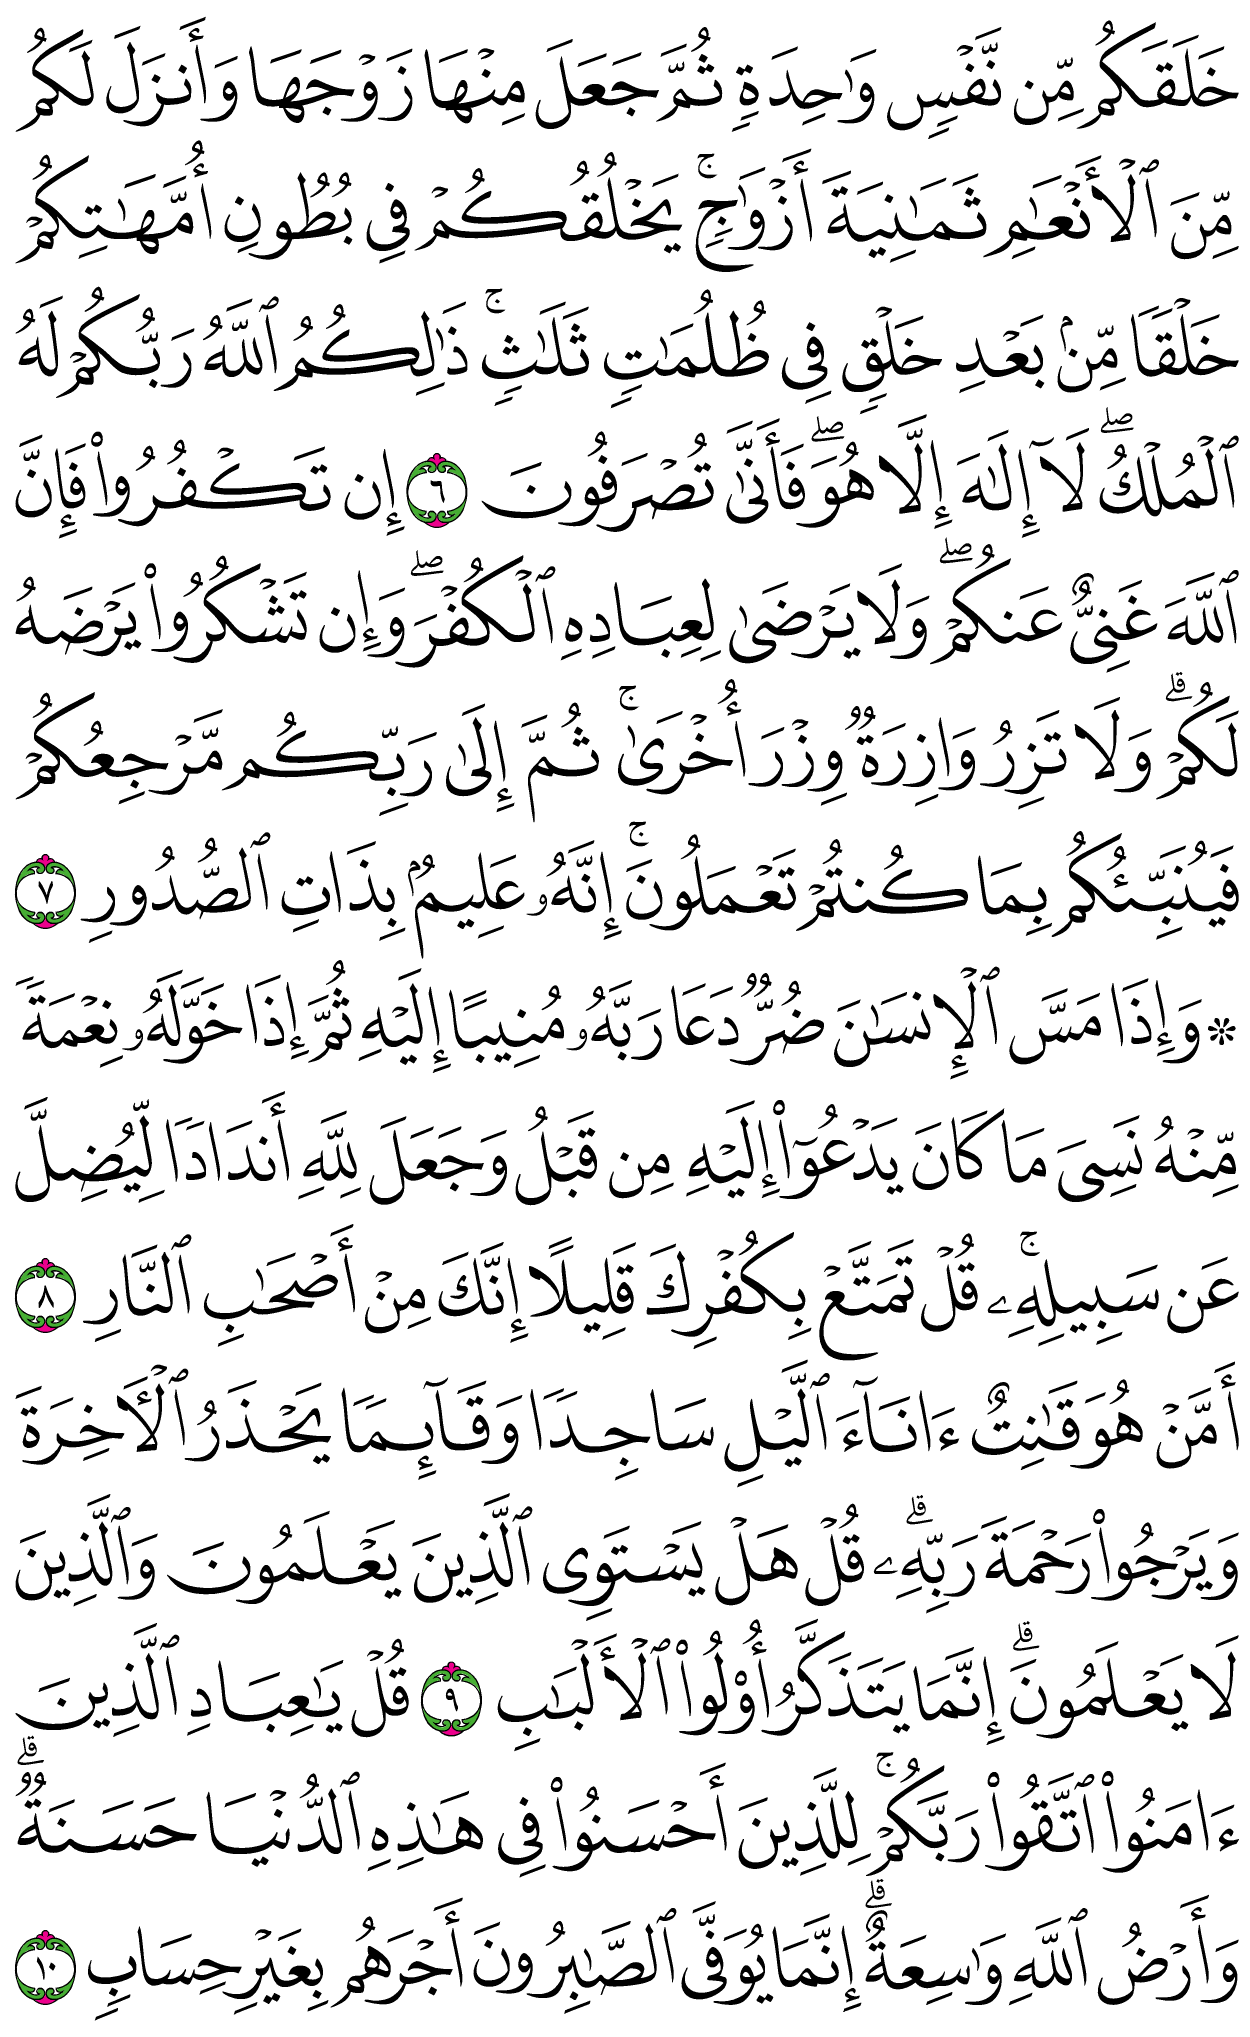 خَلَقَكُم مِّن نَّفۡسٖ وَٰحِدَةٖ ثُمَّ جَعَلَ مِنۡهَا زَوۡجَهَا وَأَنزَلَ لَكُم
مِّنَ ٱلۡأَنۡعَٰمِ ثَمَٰنِيَةَ أَزۡوَٰجٖۚ يَخۡلُقُكُمۡ فِي بُطُونِ أُمَّهَٰتِكُمۡ
خَلۡقٗا مِّنۢ بَعۡدِ خَلۡقٖ فِي ظُلُمَٰتٖ ثَلَٰثٖۚ ذَٰلِكُمُ ٱللَّهُ رَبُّكُمۡ لَهُ
ٱلۡمُلۡكُۖ لَآ إِلَٰهَ إِلَّا هُوَۖ فَأَنَّىٰ تُصۡرَفُونَ ٦ إِن تَكۡفُرُواْ فَإِنَّ
ٱللَّهَ غَنِيٌّ عَنكُمۡۖ وَلَا يَرۡضَىٰ لِعِبَادِهِ ٱلۡكُفۡرَۖ وَإِن تَشۡكُرُواْ يَرۡضَهُ
لَكُمۡۗ وَلَا تَزِرُ وَازِرَةٞ وِزۡرَ أُخۡرَىٰۚ ثُمَّ إِلَىٰ رَبِّكُم مَّرۡجِعُكُمۡ
فَيُنَبِّئُكُم بِمَا كُنتُمۡ تَعۡمَلُونَۚ إِنَّهُۥ عَلِيمُۢ بِذَاتِ ٱلصُّدُورِ ٧
۞ وَإِذَا مَسَّ ٱلۡإِنسَٰنَ ضُرّٞ دَعَا رَبَّهُۥ مُنِيبًا إِلَيۡهِ ثُمَّ إِذَا خَوَّلَهُۥ نِعۡمَةٗ
مِّنۡهُ نَسِيَ مَا كَانَ يَدۡعُوٓاْ إِلَيۡهِ مِن قَبۡلُ وَجَعَلَ لِلَّهِ أَندَادٗا لِّيُضِلَّ
عَن سَبِيلِهِۦۚ قُلۡ تَمَتَّعۡ بِكُفۡرِكَ قَلِيلًا إِنَّكَ مِنۡ أَصۡحَٰبِ ٱلنَّارِ ٨
أَمَّنۡ هُوَ قَٰنِتٌ ءَانَآءَ ٱلَّيۡلِ سَاجِدٗا وَقَآئِمٗا يَحۡذَرُ ٱلۡأٓخِرَةَ
وَيَرۡجُواْ رَحۡمَةَ رَبِّهِۦۗ قُلۡ هَلۡ يَسۡتَوِي ٱلَّذِينَ يَعۡلَمُونَ وَٱلَّذِينَ
لَا يَعۡلَمُونَۗ إِنَّمَا يَتَذَكَّرُ أُوْلُواْ ٱلۡأَلۡبَٰبِ ٩ قُلۡ يَٰعِبَادِ ٱلَّذِينَ
ءَامَنُواْ ٱتَّقُواْ رَبَّكُمۡۚ لِلَّذِينَ أَحۡسَنُواْ فِي هَٰذِهِ ٱلدُّنۡيَا حَسَنَةٞۗ
وَأَرۡضُ ٱللَّهِ وَٰسِعَةٌۗ إِنَّمَا يُوَفَّى ٱلصَّٰبِرُونَ أَجۡرَهُم بِغَيۡرِ حِسَابٖ ١٠